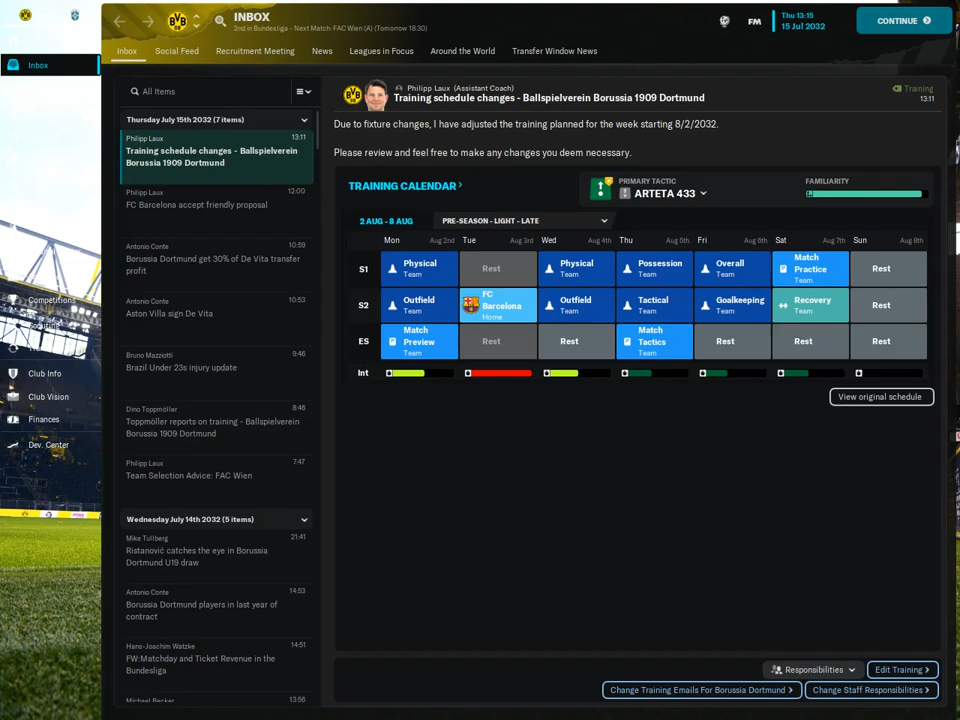 INBOX
2nd in Bundesliga - Next Match: FAC Wien (A) (Tomorrow 18:30)
FM
Thu 13:15
15 Jul 2032
CONTINUE
Inbox
Social Feed
Recruitment Meeting
News
Leagues in Focus
Around the World
Transfer Window News
Inbox
Competitions
Club Info
Club Vision
Finances
Dev. Center
All Items
Thursday July 15th 2032 (7 items)
Philipp Laux
13:11
Training schedule changes - Ballspielverein
Borussia 1909 Dortmund
Philipp Laux
12:00
FC Barcelona accept friendly proposal
Antonio Conte
10:59
Borussia Dortmund get 30% of De Vita transfer
profit
Antonio Conte
10:53
Aston Villa sign De Vita
Bruno Mazziotti
9:46
Brazil Under 23s injury update
Dino Toppmöller
8:46
Toppmöller reports on training - Ballspielverein
Borussia 1909 Dortmund
Philipp Laux
7:47
Team Selection Advice: FAC Wien
Wednesday July 14th 2032 (5 items)
Mike Tullberg
21:41
Ristanović catches the eye in Borussia
Dortmund U19 draw
Antonio Conte
14:53
Borussia Dortmund players in last year of
contract
Hans-Joachim Watzke
14:51
FW:Matchday and Ticket Revenue in the
Bundesliga
Michael Becker
13:56
Philipp Laux (Assistant Coach)
Training schedule changes - Ballspielverein Borussia 1909 Dortmund
Training
13:11
Due to fixture changes, I have adjusted the training planned for the week starting 8/2/2032.
Please review and feel free to make any changes you deem necessary.
TRAINING CALENDAR
PRIMARY TACTIC
ARTETA 433
FAMILIARITY
2 AUG - 8 AUG
PRE-SEASON - LIGHT - LATE
Mon Aug 2nd Tue Aug 3rd Wed Aug 4th Thu Aug 5th Fri Aug 6th Sat Aug 7th Sun Aug 8th
S1
Physical
Team
Rest
Physical
Team
Possession
Team
Overall
Team
Match
Practice
Team
Rest
S2
Outfield
Team
FC
Barcelona
Home
Outfield
Team
Tactical
Team
Goalkeeping
Team
Recovery
Team
Rest
ES
Match
Preview
Team
Rest
Rest
Match
Tactics
Team
Rest
Rest
Rest
Int
View original schedule
Responsibilities
Edit Training
Change Training Emails For Borussia Dortmund
Change Staff Responsibilities